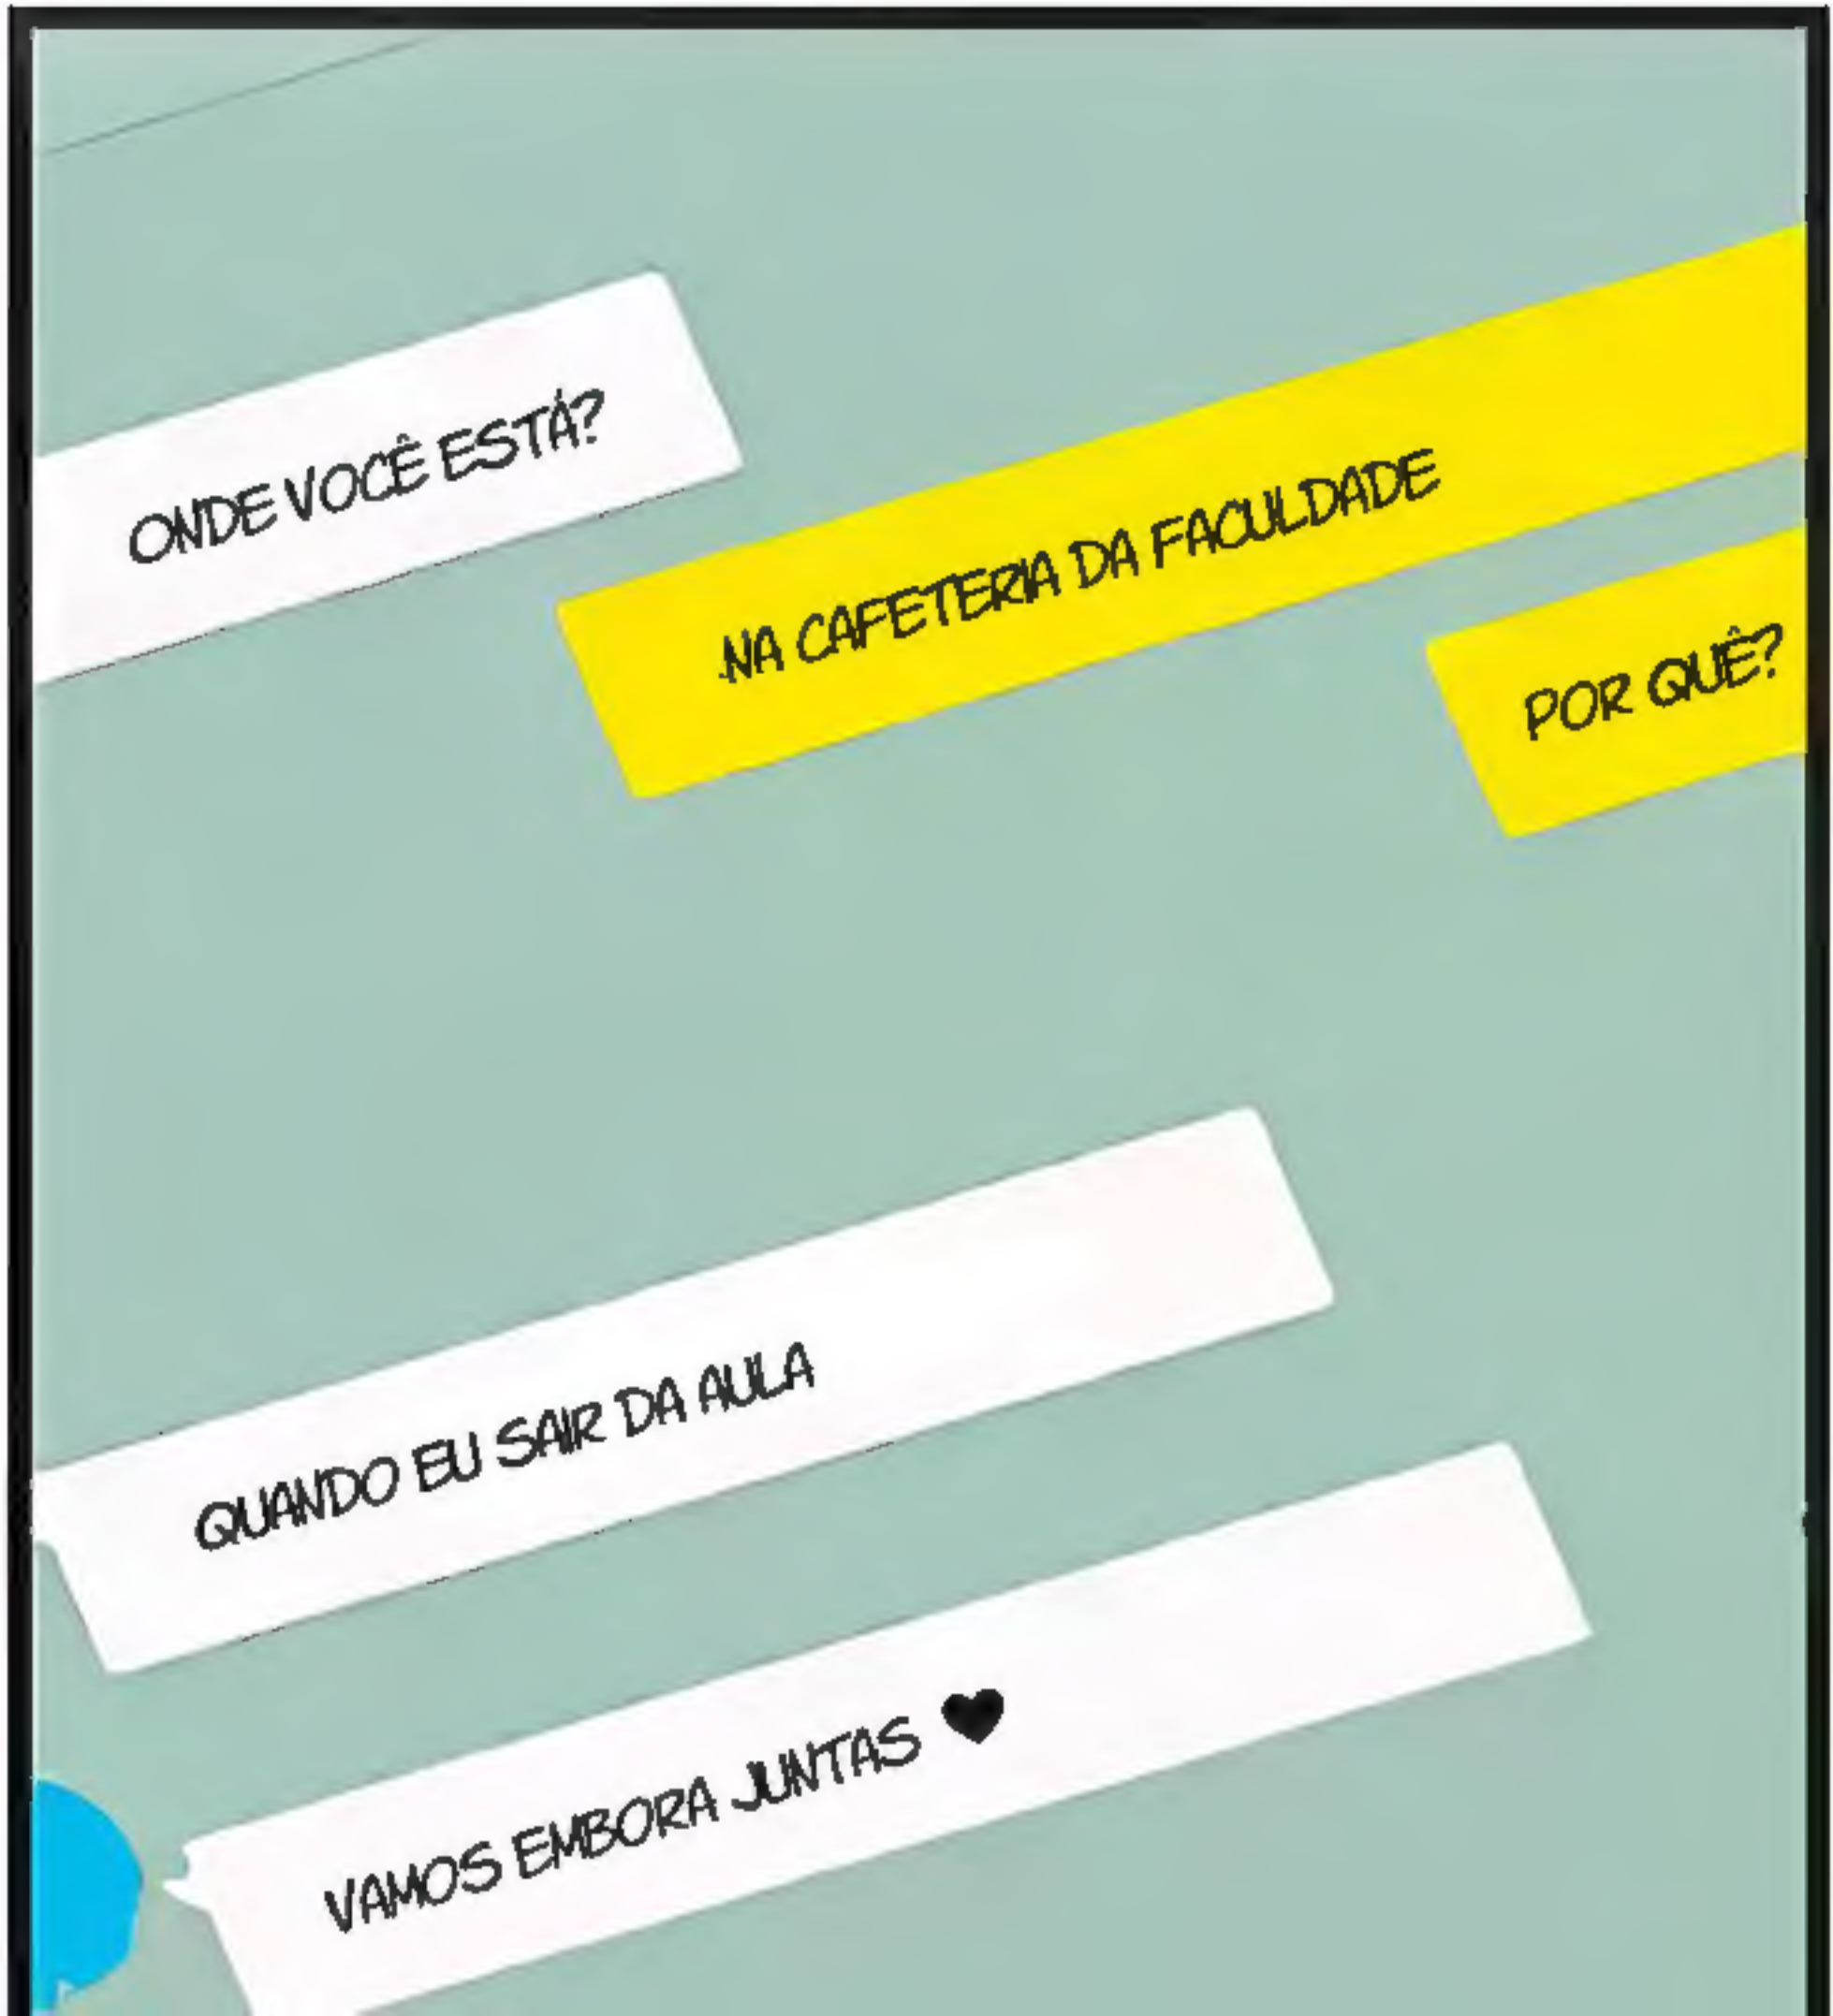 ONDE VOCÊ ESTÁ?
NA CAFETERIA DA FACULDADE
POR QUÊ?
QUANDO EU SAIR DA AULA
VAMOS EMBORA JUNTAS ♥